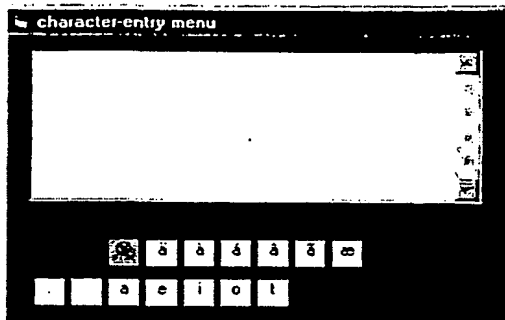 character-entry menu
ä à á â ã æ
. a e i o t